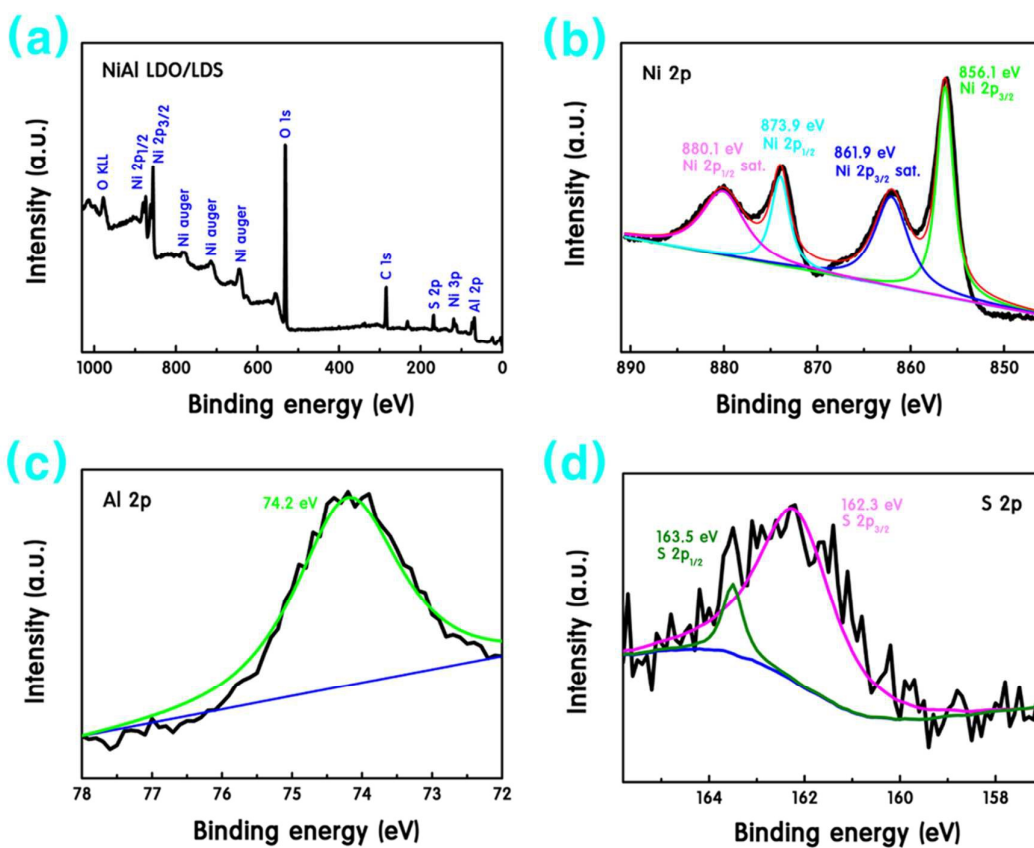 (a)
NiAl LDO/LDS
O KLL
Ni 2p1/2
Ni 2p3/2
Ni auger
Ni auger
Ni auger
O 1s
C 1s
S 2p
Ni 3p
Al 2p
Intensity (a.u.)
1000 800 600 400 200 0
Binding energy (eV)
(b)
Ni 2p
880.1 eV
Ni 2p1/2 sat.
873.9 eV
Ni 2p1/2
861.9 eV
Ni 2p3/2 sat.
856.1 eV
Ni 2p3/2
Intensity (a.u.)
890 880 870 860 850
Binding energy (eV)
(c)
Al 2p
74.2 eV
Intensity (a.u.)
78 77 76 75 74 73 72
Binding energy (eV)
(d)
S 2p
163.5 eV
S 2p1/2
162.3 eV
S 2p3/2
Intensity (a.u.)
164 162 160 158
Binding energy (eV)